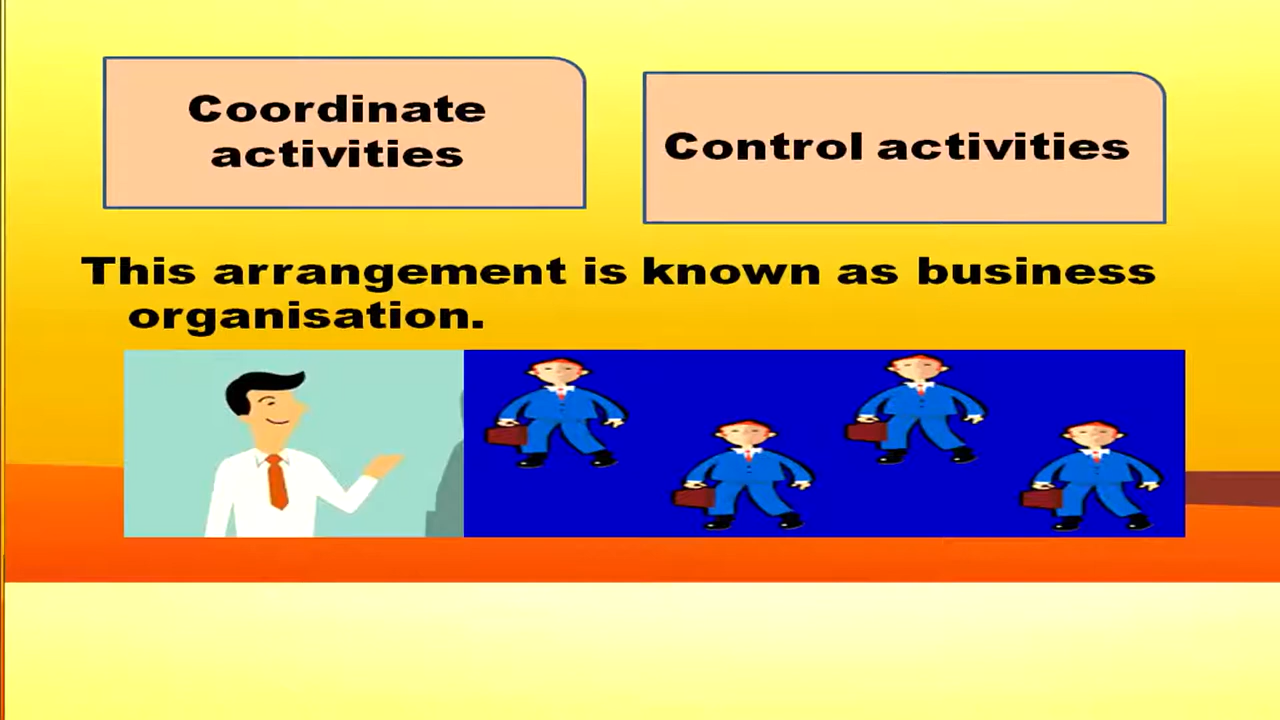 Coordinate
activities
Control activities
This arrangement is known as business
organisation.